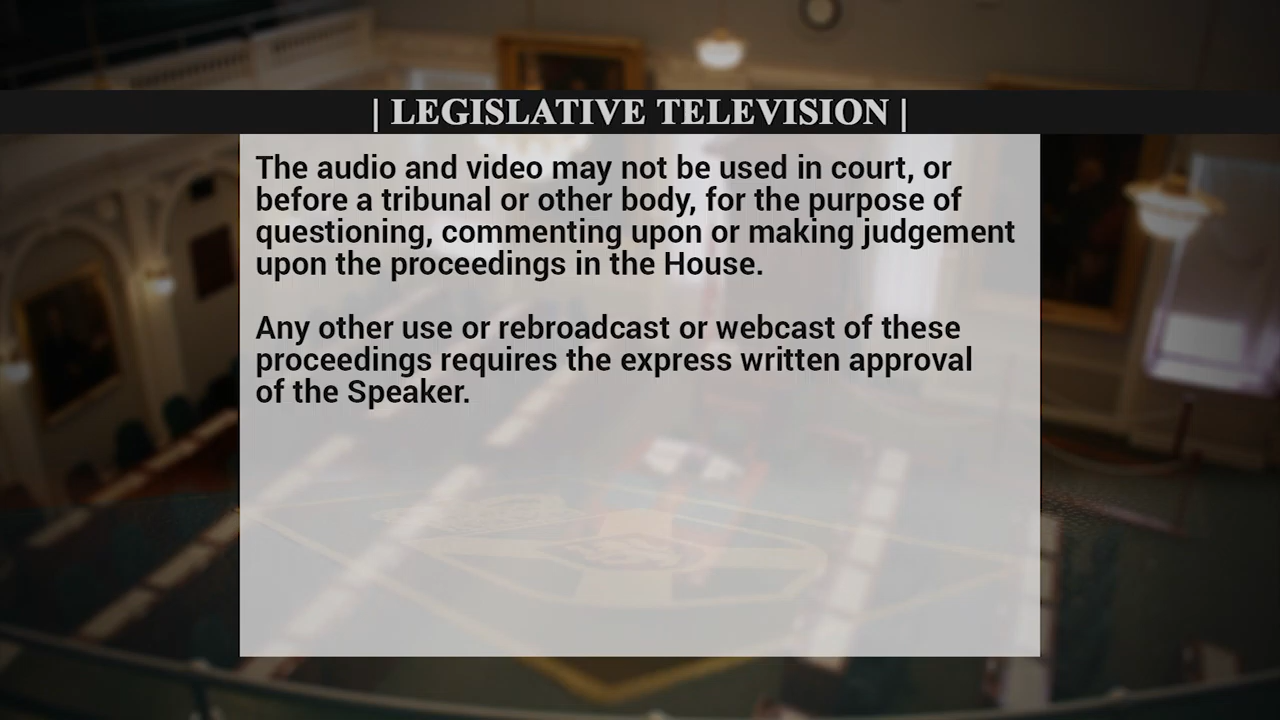 | LEGISLATIVE TELEVISION |
The audio and video may not be used in court, or
before a tribunal or other body, for the purpose of
questioning, commenting upon or making judgement
upon the proceedings in the House.
Any other use or rebroadcast or webcast of these
proceedings requires the express written approval
of the Speaker.